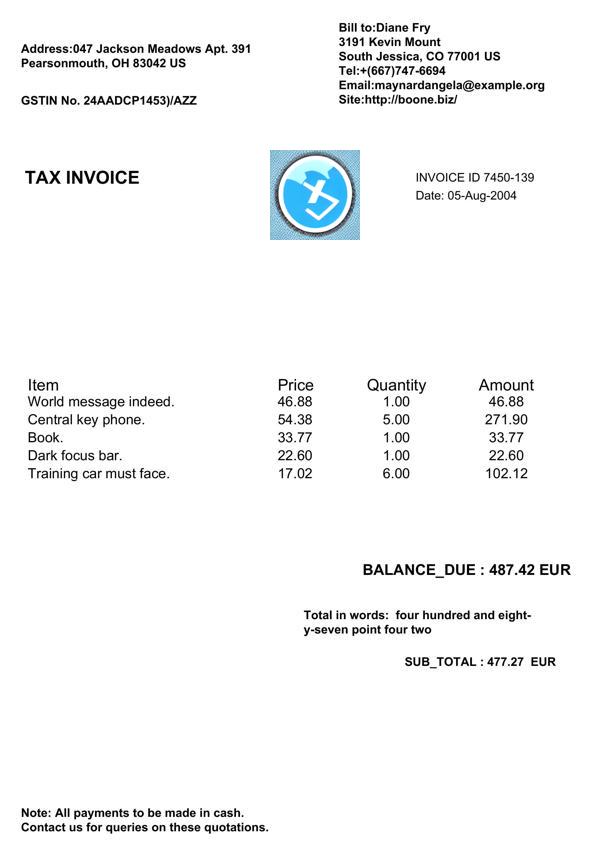 Address:047 Jackson Meadows Apt. 391
Pearsonmouth, OH 83042 US
GSTIN No. 24AADCP1453)/AZZ
Bill to:Diane Fry
3191 Kevin Mount
South Jessica, CO 77001 US
Tel:+(667)747-6694
Email:maynardangela@example.org
Site:http://boone.biz/
TAX INVOICE
INVOICE ID 7450-139
Date: 05-Aug-2004
Item Price Quantity Amount
World message indeed. 46.88 1.00 46.88
Central key phone. 54.38 5.00 271.90
Book. 33.77 1.00 33.77
Dark focus bar. 22.60 1.00 22.60
Training car must face. 17.02 6.00 102.12
BALANCE_DUE : 487.42 EUR
Total in words: four hundred and eight-
y-seven point four two
SUB_TOTAL : 477.27 EUR
Note: All payments to be made in cash.
Contact us for queries on these quotations.